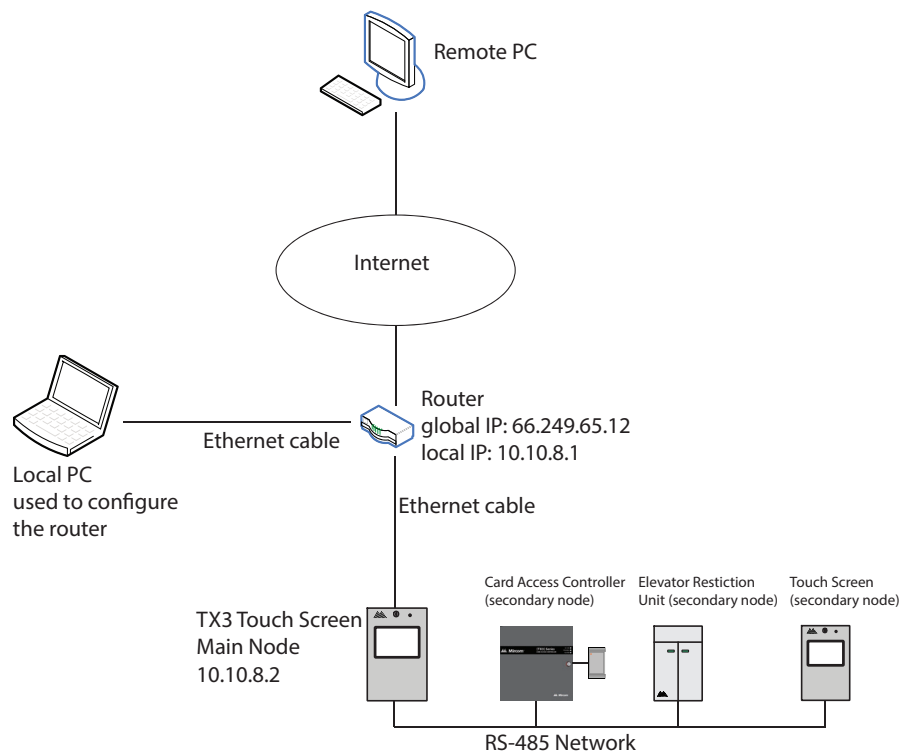 Remote PC
Internet
Router
global IP: 66.249.65.12
local IP: 10.10.8.1
Ethernet cable
Local PC
used to configure
the router
Ethernet cable
TX3 Touch Screen
Main Node
10.10.8.2
Card Access Controller
(secondary node)
Elevator Restiction
Unit (secondary node)
Touch Screen
(secondary node)
Mircom
RS-485 Network